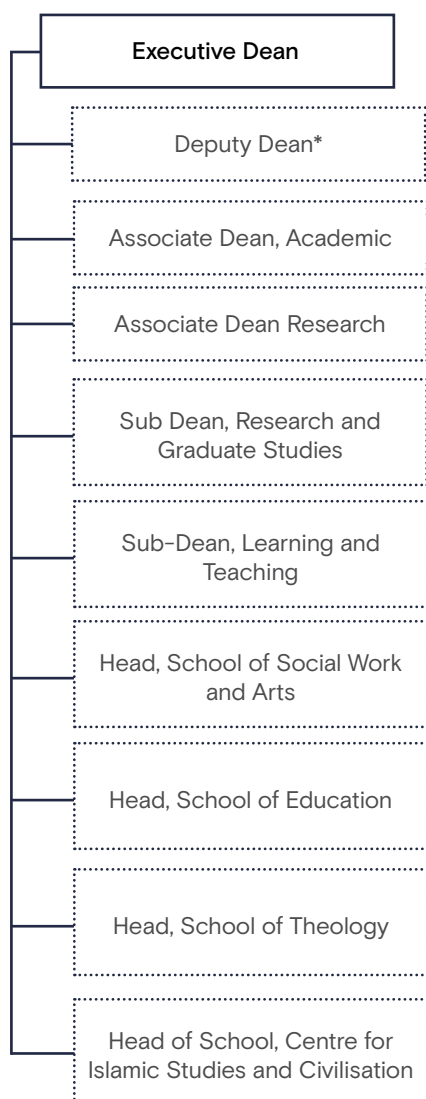 Executive Dean
Deputy Dean*
Associate Dean, Academic
Associate Dean Research
Sub Dean, Research and
Graduate Studies
Sub-Dean, Learning and
Teaching
Head, School of Social Work
and Arts
Head, School of Education
Head, School of Theology
Head of School, Centre for
Islamic Studies and Civilisation